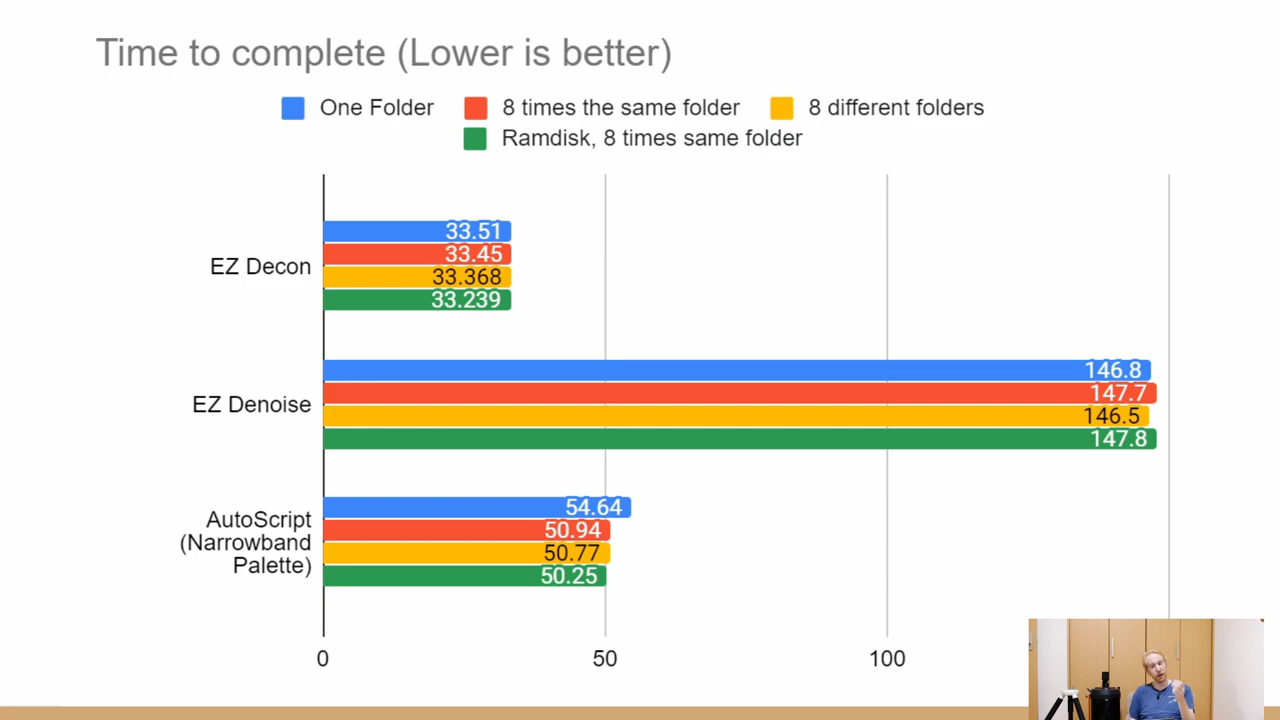 Time to complete (Lower is better)
One Folder
8 times the same folder
8 different folders
Ramdisk, 8 times same folder
EZ Decon
33.51
33.45
33.368
33.239
EZ Denoise
146.8
147.7
146.5
147.8
AutoScript
(Narrowband
Palette)
54.64
50.94
50.77
50.25
0
50
100